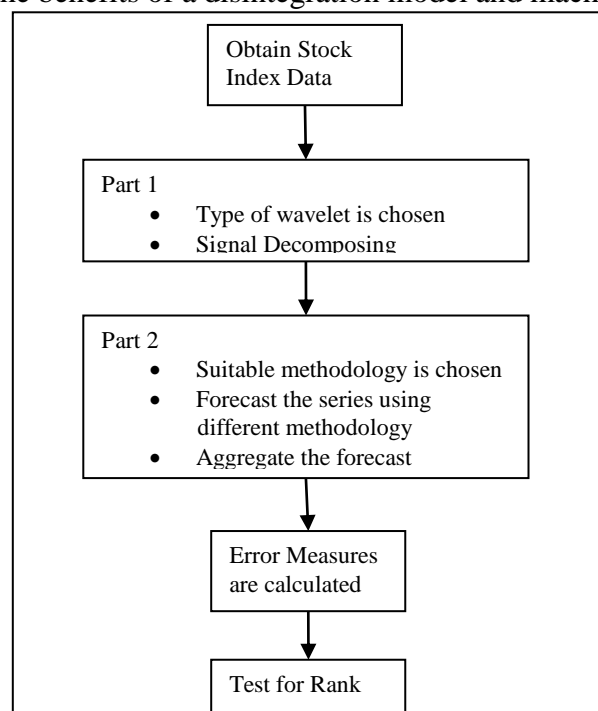 benefits of a disintegration model and
Obtain Stock
Index Data
Part 1
• Type of wavelet is chosen
• Signal Decomposing
Part 2
• Suitable methodology is chosen
• Forecast the series using
different methodology
• Aggregate the forecast
Error Measures
are calculated
Test for Rank